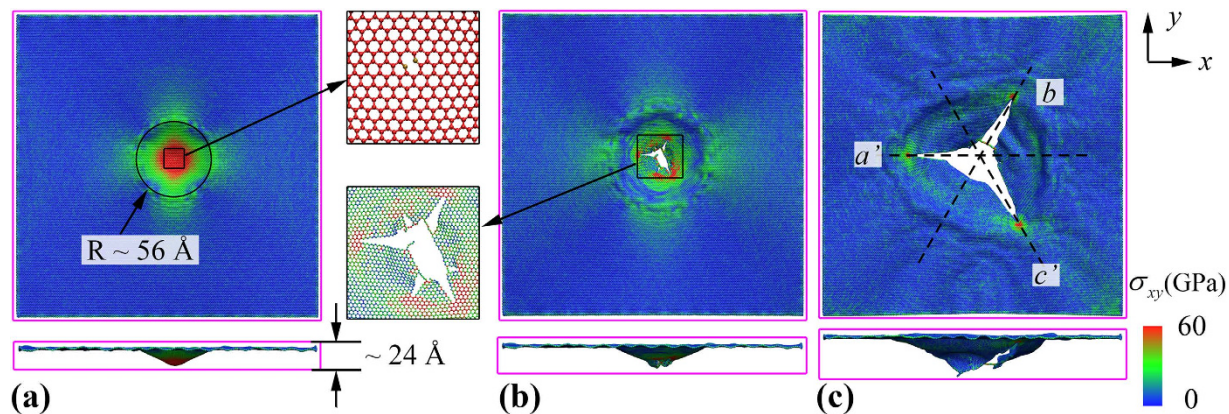 R ~ 56 Å
~ 24 Å
(a)
(b)
a’
b
c’
(c)
y
x
σxy(GPa)
60
0